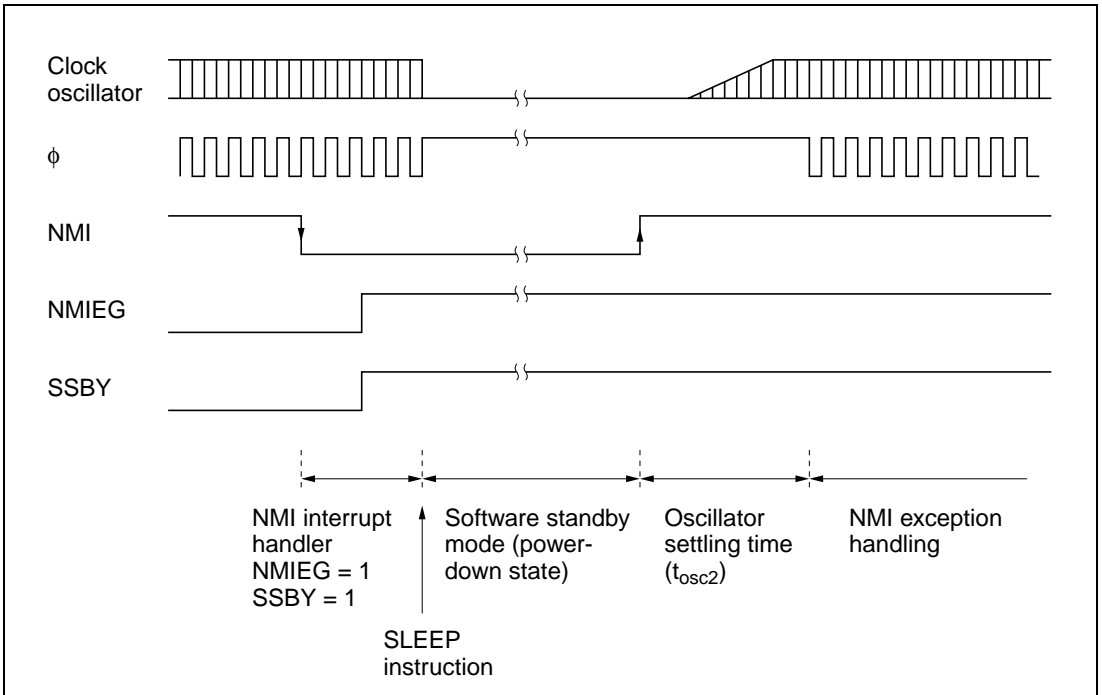 Clock
oscillator
ϕ
NMI
NMIEG
SSBY
NMI interrupt
handler
NMIEG = 1
SSBY = 1
Software standby
mode (power-
down state)
Oscillator
settling time
(tosc2)
NMI exception
handling
SLEEP
instruction